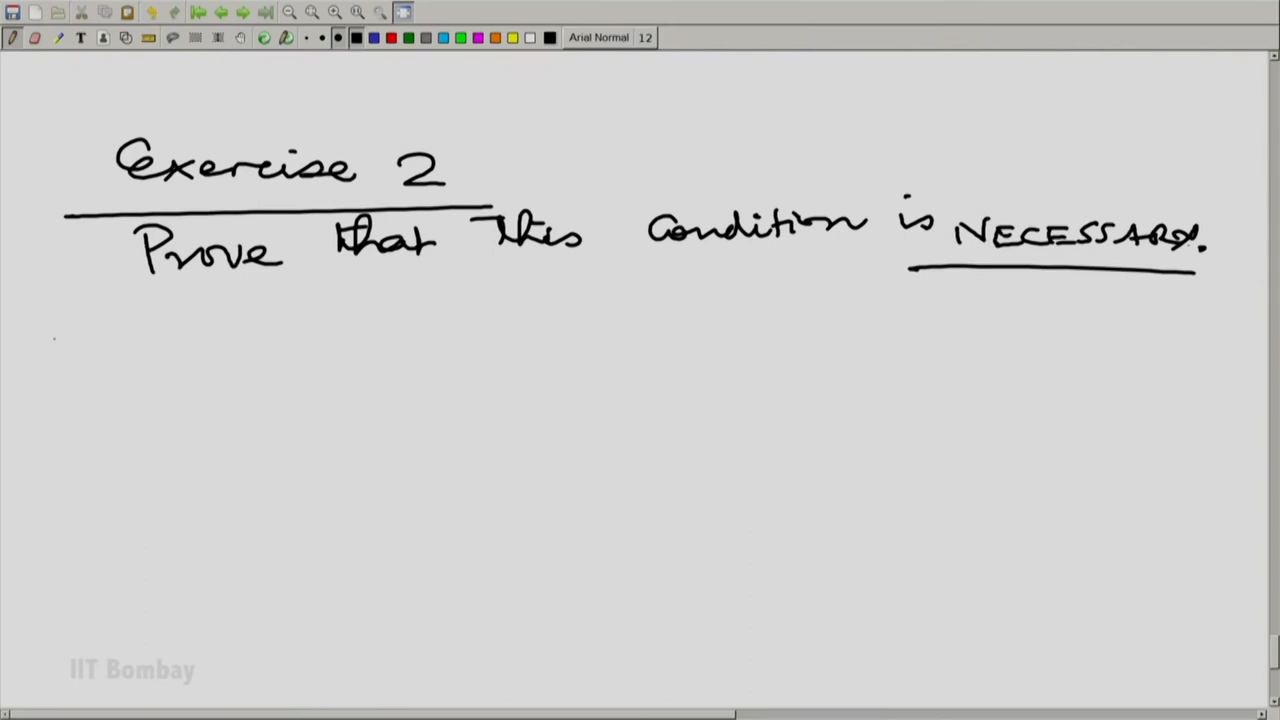 Arial Normal 12
Exercise 2
Prove that this condition is NECESSARY.
IIT Bombay